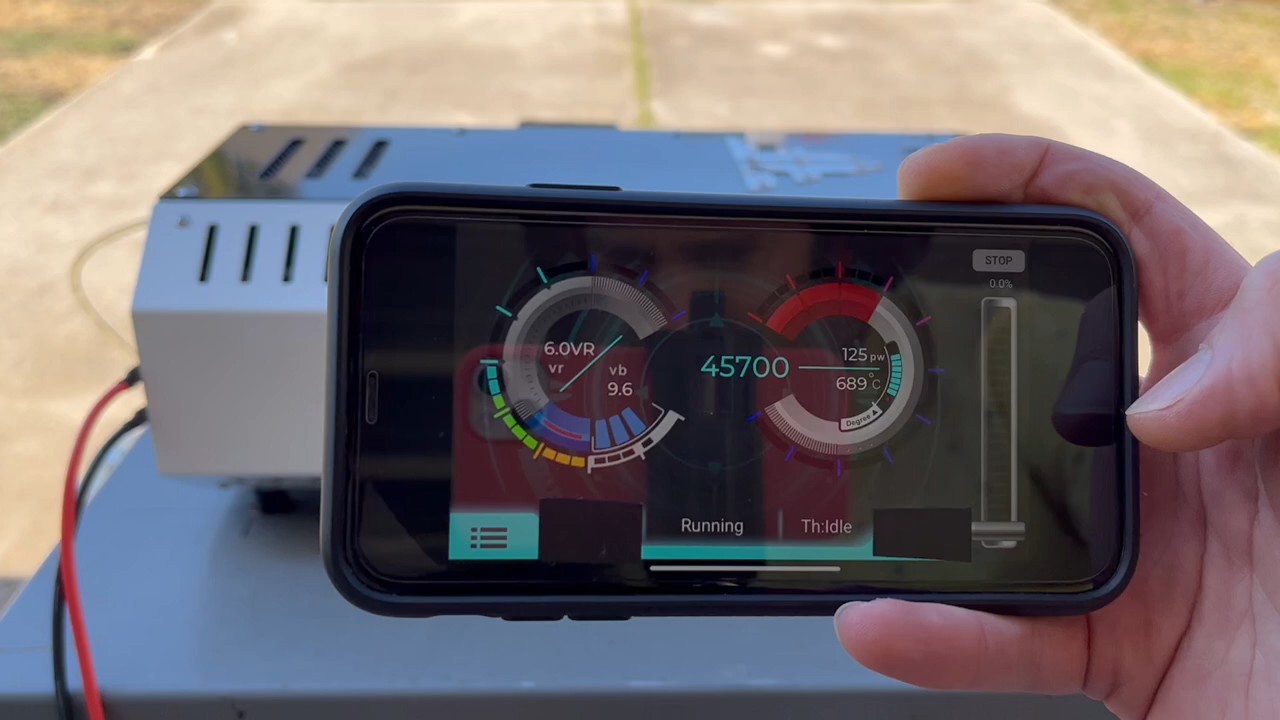 STOP
0.0%
6.0VR
vr
vb
9.6
45700
125 pw
689°C
Degree
Running
Th:Idle